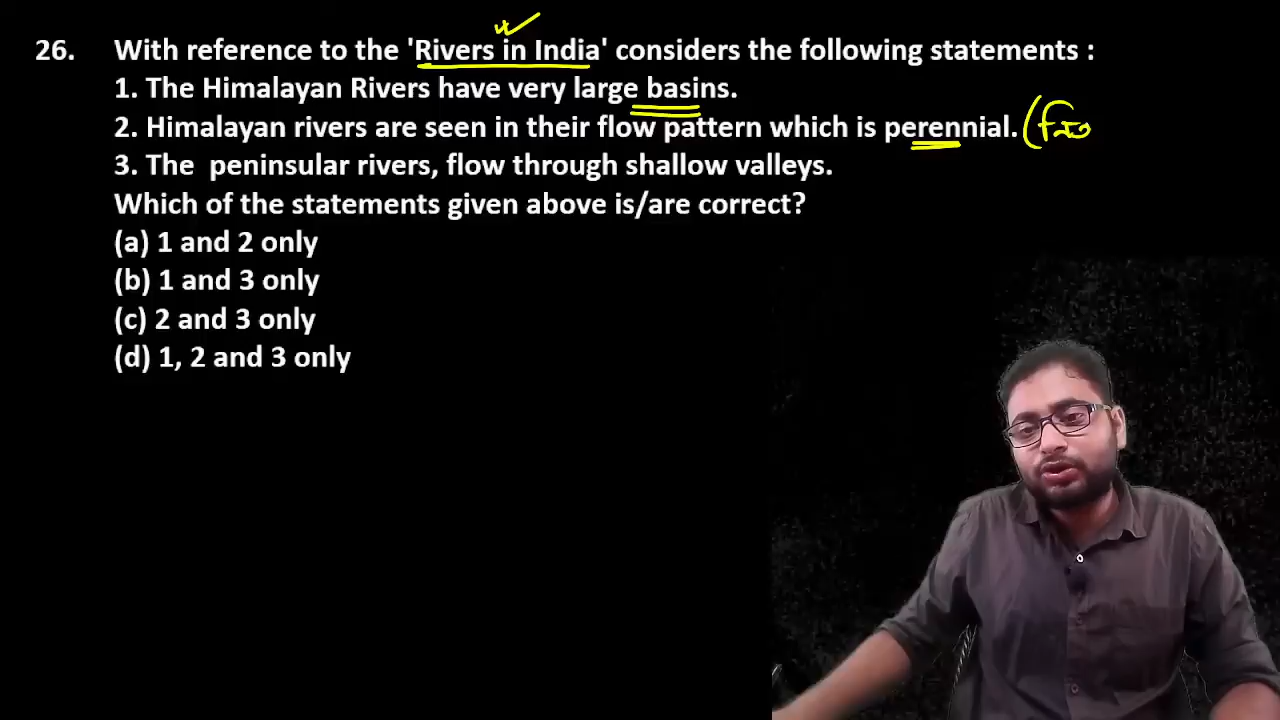 26. With reference to the 'Rivers in India' considers the following statements :
1. The Himalayan Rivers have very large basins.
2. Himalayan rivers are seen in their flow pattern which is perennial.
3. The peninsular rivers, flow through shallow valleys.
Which of the statements given above is/are correct?
(a) 1 and 2 only
(b) 1 and 3 only
(c) 2 and 3 only
(d) 1, 2 and 3 only